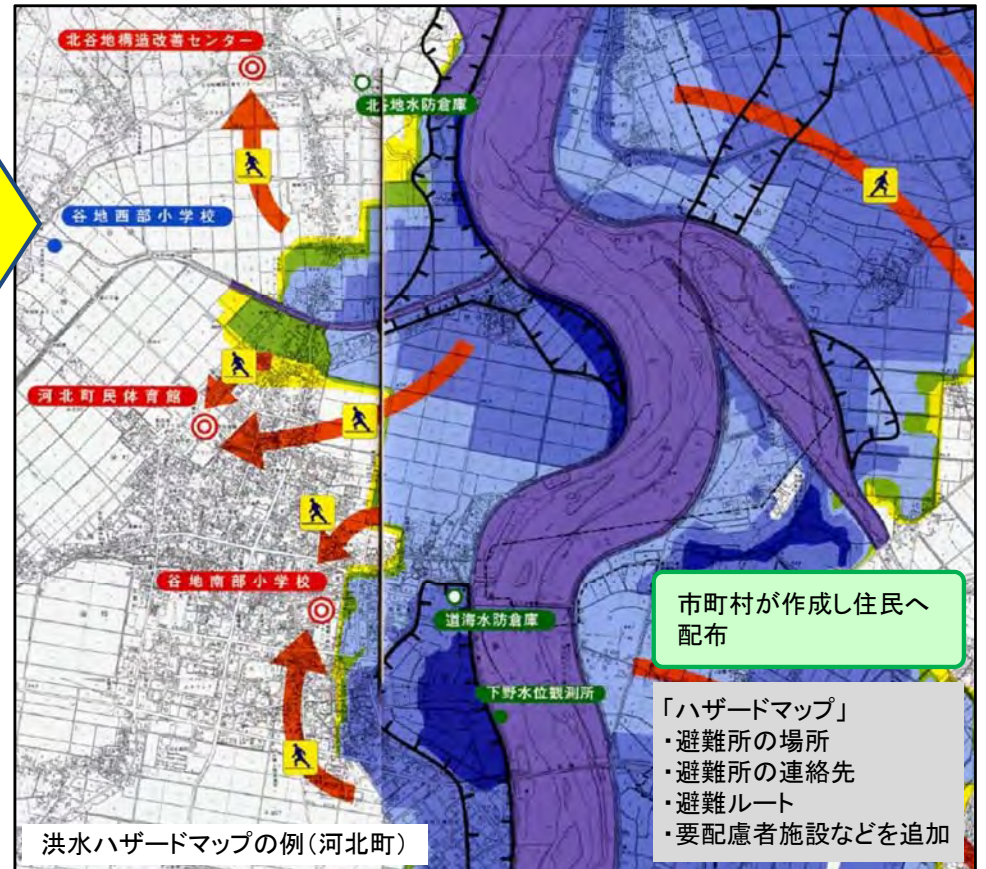 北谷地構造改善センター
北谷地水防倉庫
谷地西部小学校
河北町民体育館
谷地南部小学校
道海水防倉庫
下野水位観測所
市町村が作成し住民へ
配布
「ハザードマップ」
・避難所の場所
・避難所の連絡先
・避難ルート
・要配慮者施設などを追加
洪水ハザードマップの例（河北町）